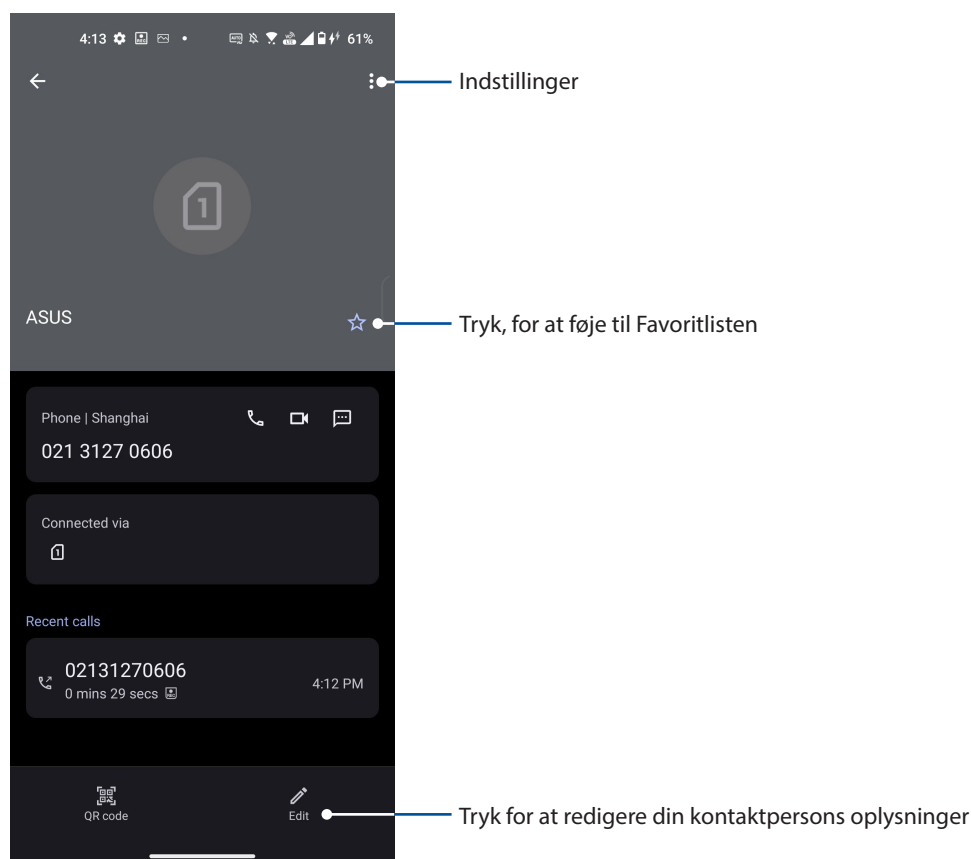 4:13 61%
Indstillinger
1
ASUS
Tryk, for at føje til Favoritlisten
Phone | Shanghai
021 3127 0606
Connected via
1
Recent calls
02131270606
0 mins 29 secs
4:12 PM
QR code
Edit
Tryk for at redigere din kontaktpersons oplysninger